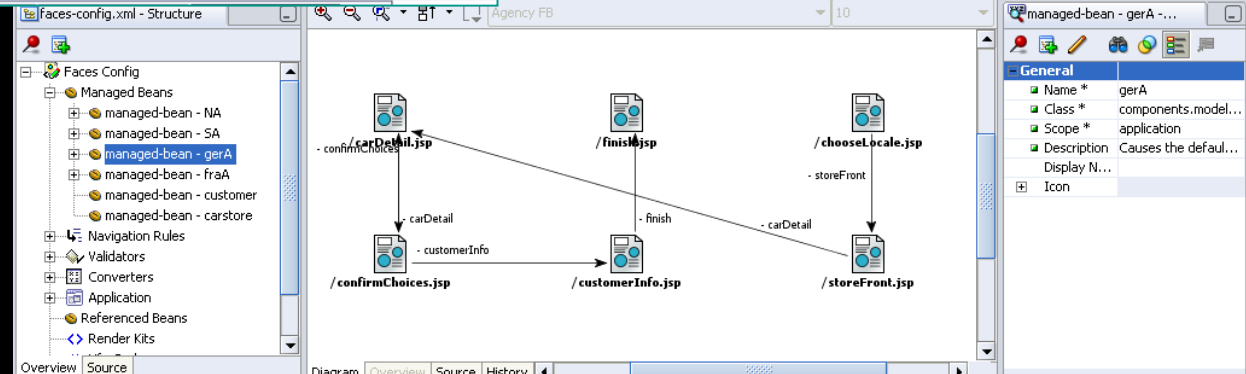 faces-config.xml - Structure
Faces Config
Managed Beans
managed-bean - NA
managed-bean - SA
managed-bean - gerA
managed-bean - fraA
managed-bean - customer
managed-bean - carstore
Navigation Rules
Validators
Converters
Application
Referenced Beans
Render Kits
Overview Source
Agency FB 10
/carDetail.jsp
- confirmChoices
/finish.jsp
/chooseLocale.jsp
- storeFront
- carDetail
- finish
- carDetail
- customerInfo
/confirmChoices.jsp
/customerInfo.jsp
/storeFront.jsp
Diagram Overview Source History
managed-bean - gerA -...
General
Name * gerA
Class * components.model...
Scope * application
Description Causes the defaul...
Display N...
Icon